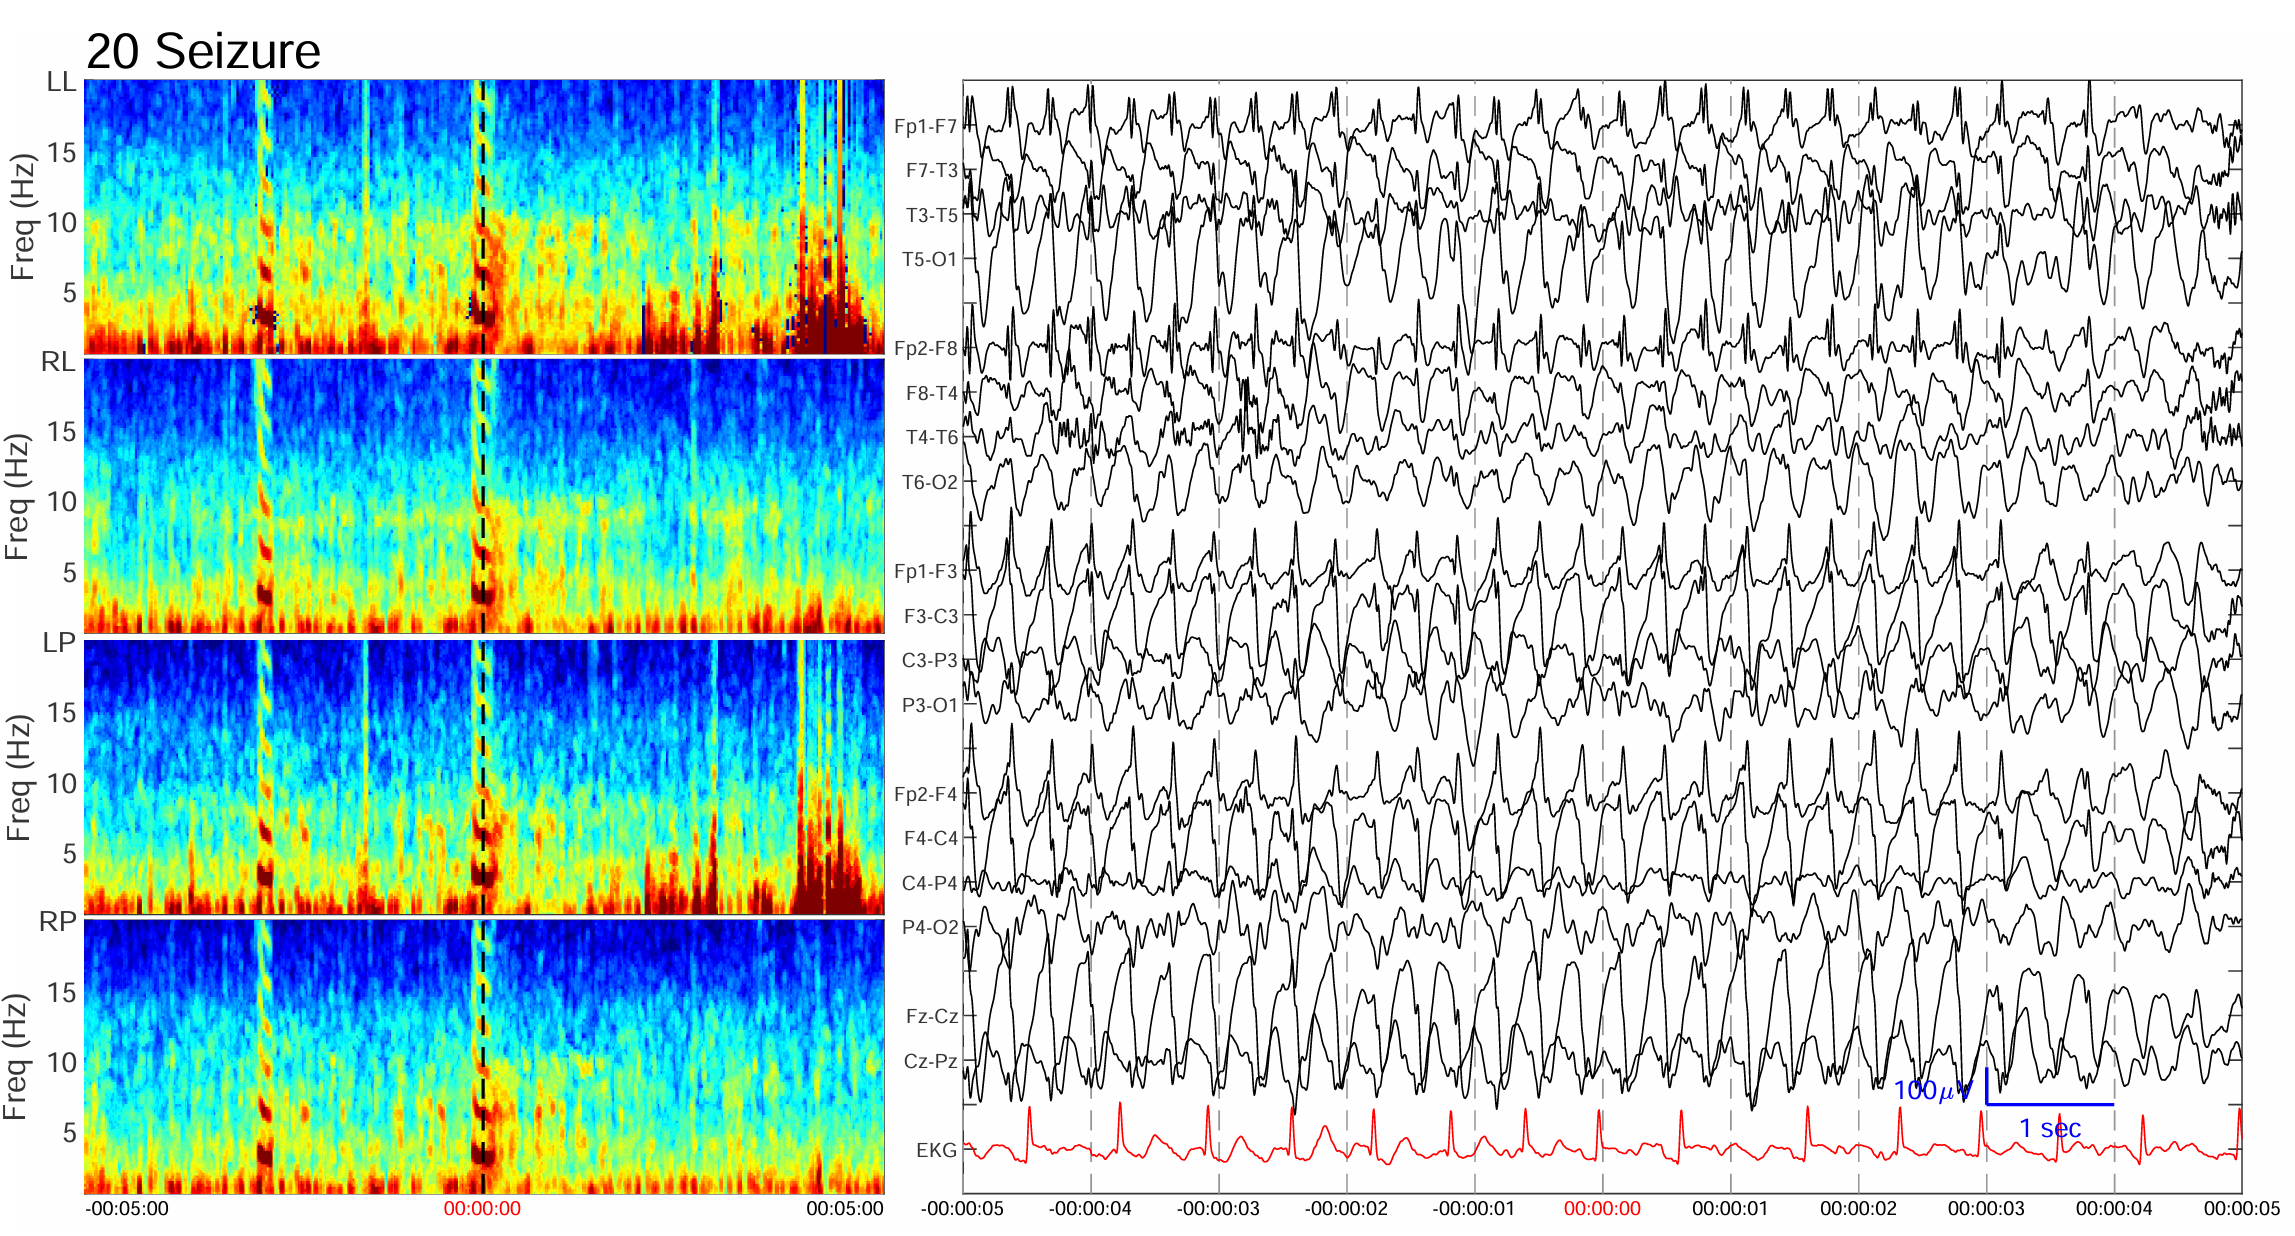 20 Seizure
LL
Freq (Hz)
15
10
5
RL
Freq (Hz)
15
10
5
LP
Freq (Hz)
15
10
5
RP
Freq (Hz)
15
10
5
-00:05:00
00:00:00
00:05:00
Fp1-F7
F7-T3
T3-T5
T5-O1
Fp2-F8
F8-T4
T4-T6
T6-O2
Fp1-F3
F3-C3
C3-P3
P3-O1
Fp2-F4
F4-C4
C4-P4
P4-O2
Fz-Cz
Cz-Pz
EKG
100μV
1 sec
-00:00:05
-00:00:04
-00:00:03
-00:00:02
-00:00:01
00:00:00
00:00:01
00:00:02
00:00:03
00:00:04
00:00:05